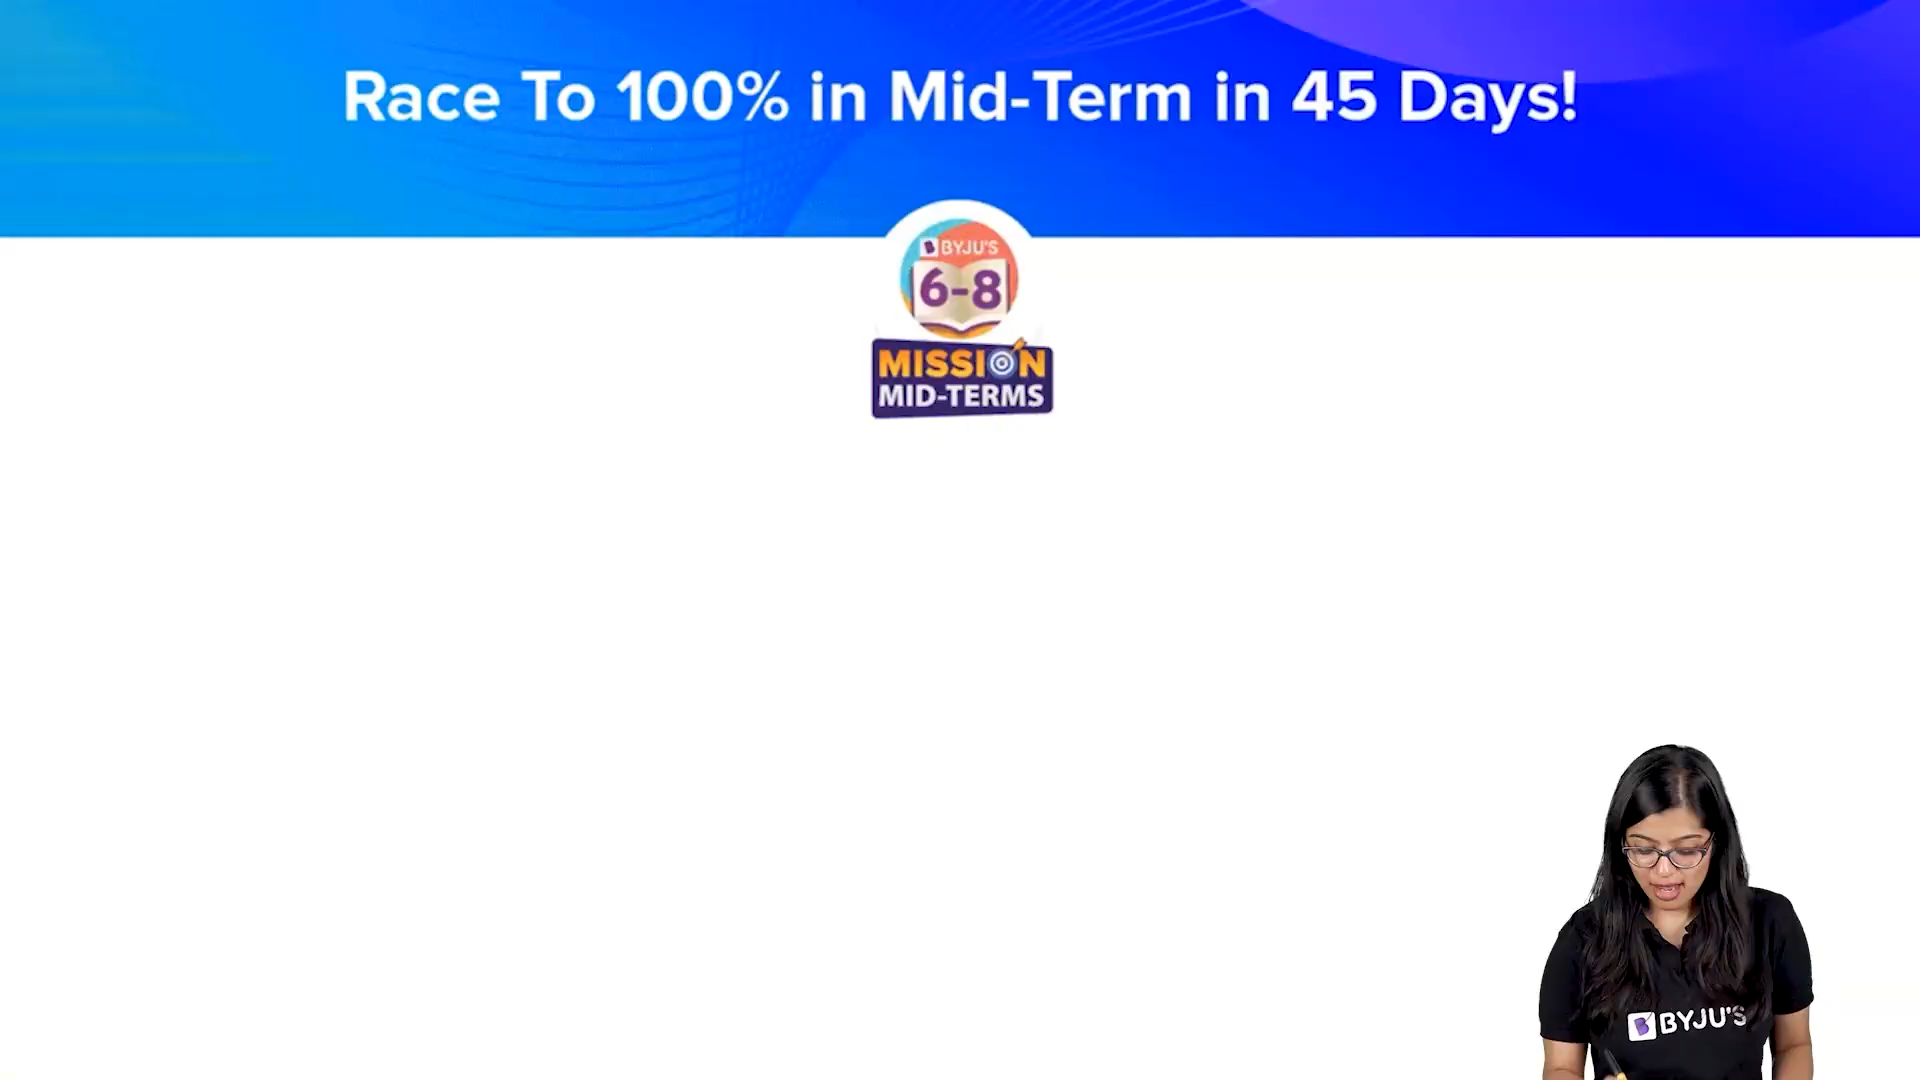 Race To 100% in Mid-Term in 45 Days!
BYJU'S
6-8
MISSION
MID-TERMS
BYJU'S